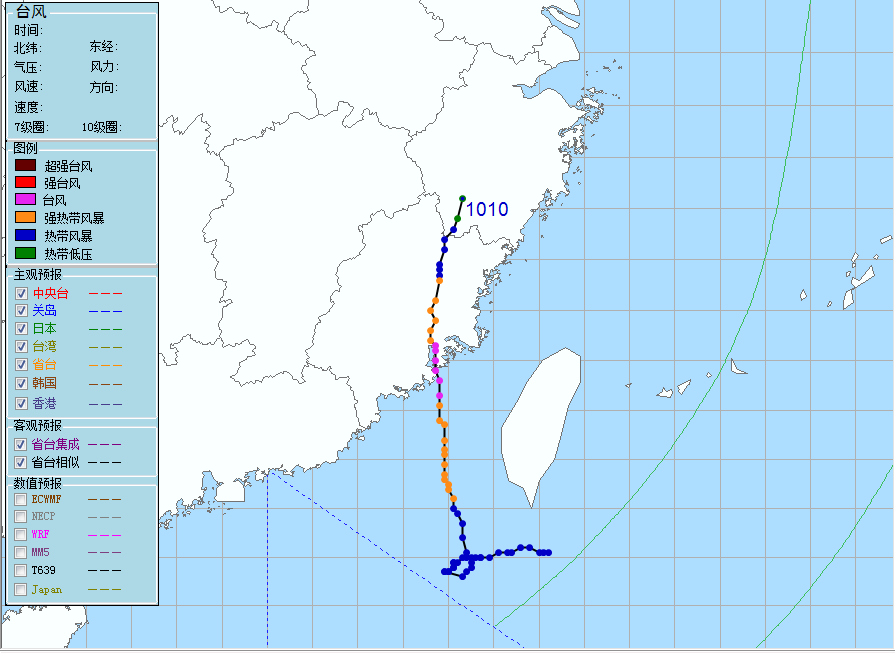 台风
时间:
北纬: 东经:
气压: 风力:
风速: 方向:
速度:
7级圈: 10级圈:
图例
超强台风
强台风
台风
强热带风暴
热带风暴
热带低压
主观预报
中央台
关岛
日本
台湾
省台
韩国
香港
客观预报
省台集成
省台相似
数值预报
ECWMF
NECP
WRF
MM5
T639
Japan
1010